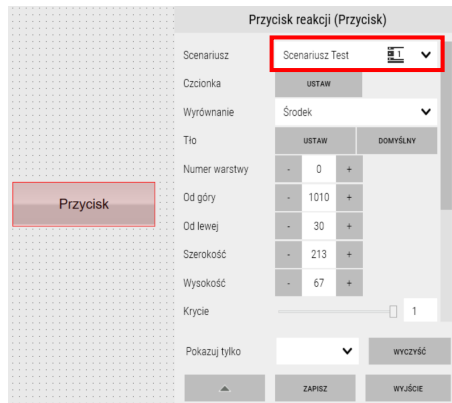 Przycisk reakcji (Przycisk)
Scenariusz Scenariusz Test 1
Czcionka USTAW
Wyrównanie Środek
Tło USTAW DOMYŚLNY
Numer warstwy - 0 +
Przycisk
Od góry - 1010 +
Od lewej - 30 +
Szerokość - 213 +
Wysokość - 67 +
Krycie 1
Pokazuj tylko WYCZYŚĆ
ZAPISZ WYJŚCIE